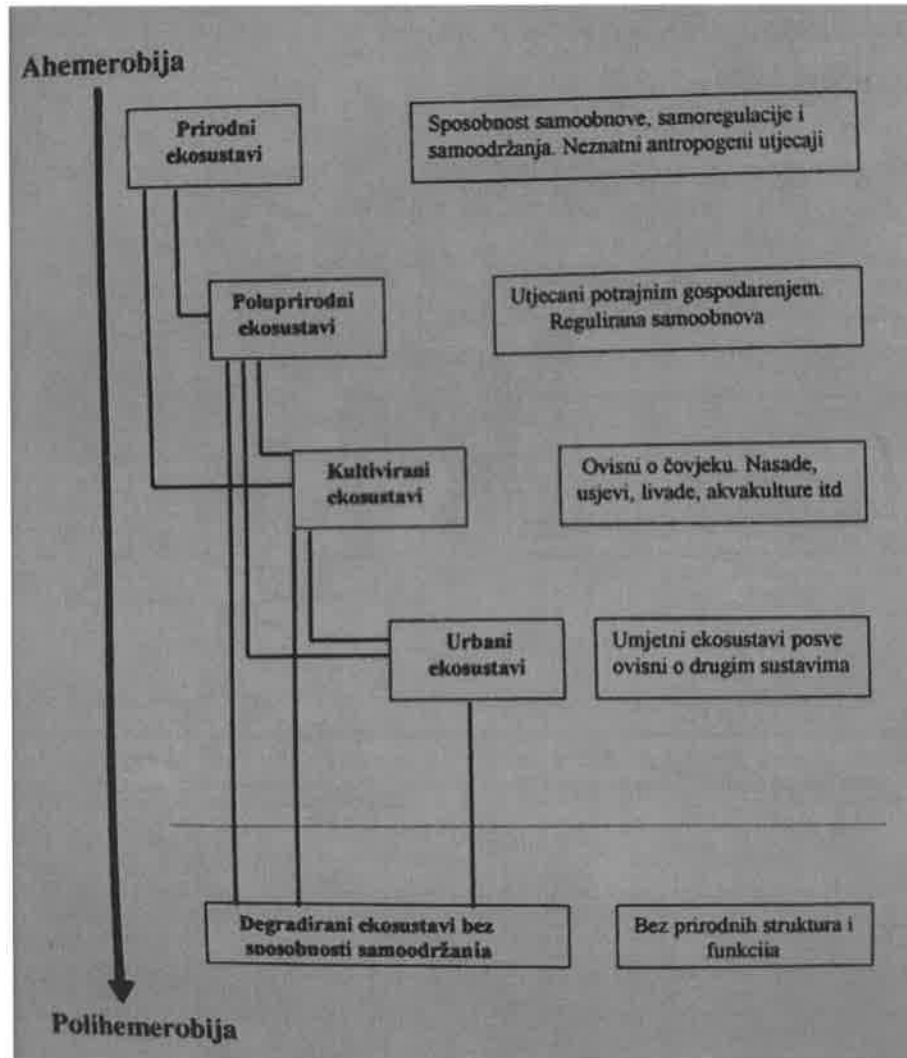 Ahemerobija
Prirodni
ekosustavi
Sposobnost samoobnove, samoregulacije i
samoodržanja. Neznatni antropogeni utjecaji
Poluprirodni
ekosustavi
Utjecani potrajnim gospodarenjem.
Regulirana samoobnova
Kultivirani
ekosustavi
Ovisni o čovjeku. Nasade,
usjevi, livade, akvakulture itd
Urbani
ekosustavi
Umjetni ekosustavi posve
ovisni o drugim sustavima
Degradirani ekosustavi bez
sposobnosti samoodržanja
Bez prirodnih struktura i
funkcija
Polihemerobija